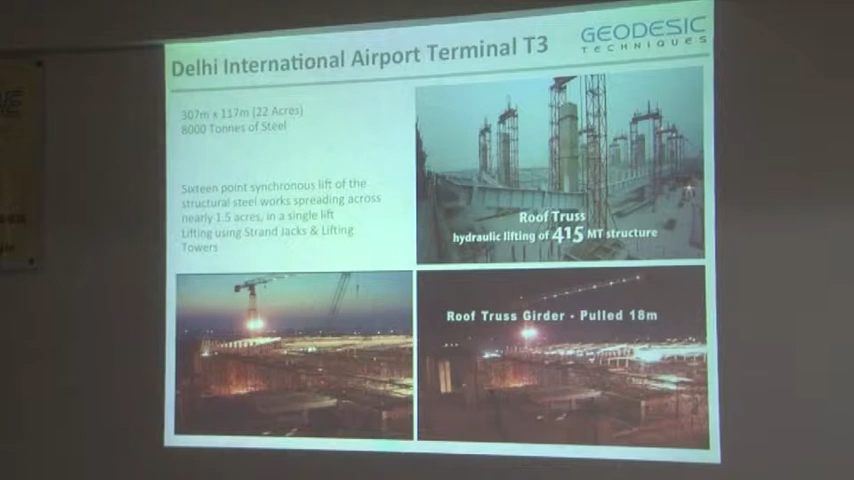 Delhi International Airport Terminal T3
GEODESIC
TECHNIQUES
307m x 117m (22 Acres)
8000 Tonnes of Steel
Sixteen point synchronous lift of the
structural steel works spreading across
nearly 1.5 acres, in a single lift
Lifting using Strand Jacks & Lifting
Towers
Roof Truss
hydraulic lifting of 415 MT structure
Roof Truss Girder - Pulled 18m